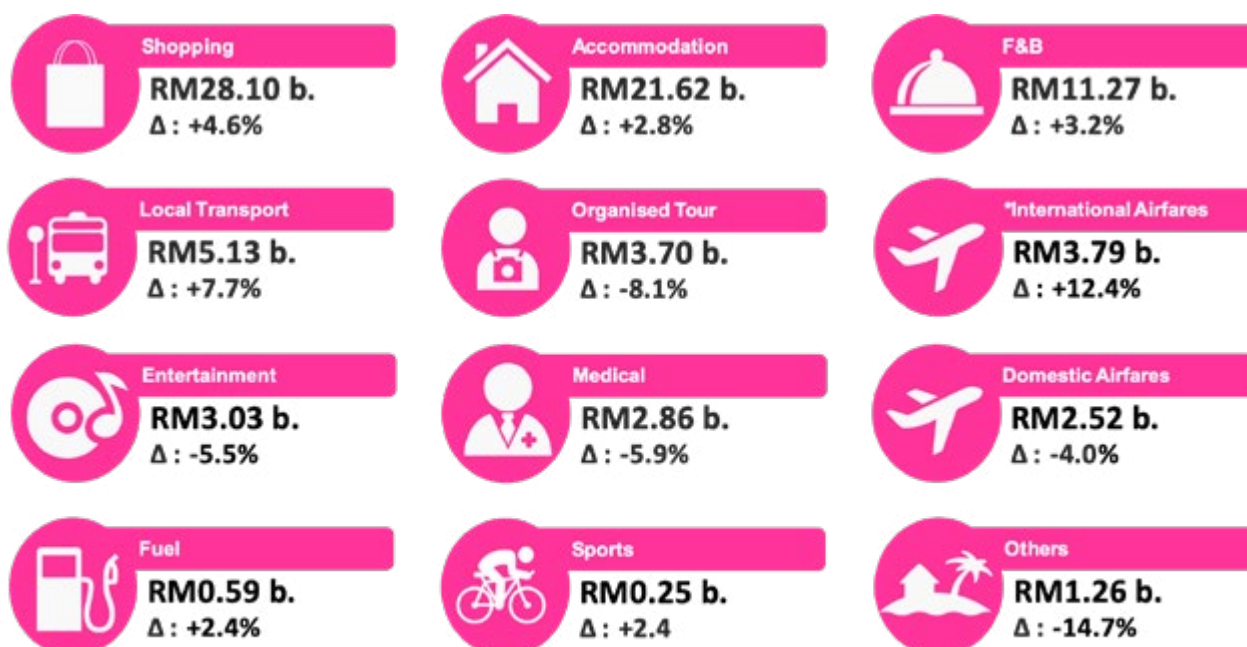 Shopping
RM28.10 b.
Δ : +4.6%
Accommodation
RM21.62 b.
Δ : +2.8%
F&B
RM11.27 b.
Δ : +3.2%
Local Transport
RM5.13 b.
Δ : +7.7%
Organised Tour
RM3.70 b.
Δ : -8.1%
*International Airfares
RM3.79 b.
Δ : +12.4%
Entertainment
RM3.03 b.
Δ : -5.5%
Medical
RM2.86 b.
Δ : -5.9%
Domestic Airfares
RM2.52 b.
Δ : -4.0%
Fuel
RM0.59 b.
Δ : +2.4%
Sports
RM0.25 b.
Δ : +2.4
Others
RM1.26 b.
Δ : -14.7%